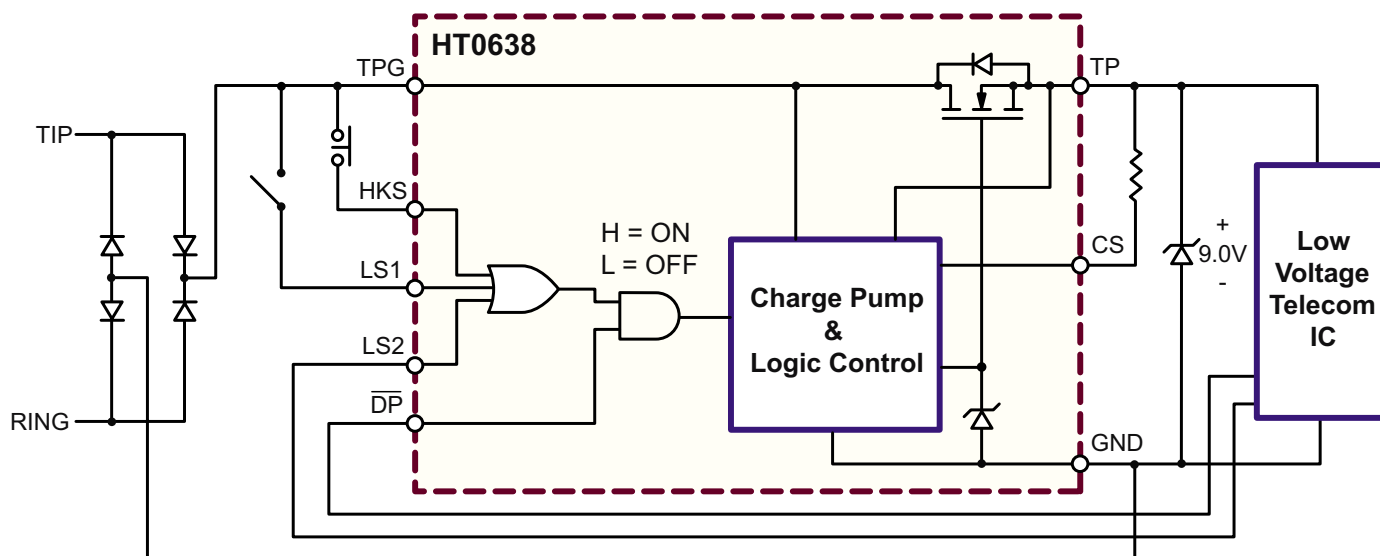 HT0638
TPG
TP
TIP
HKS
H = ON
L = OFF
CS
+
9.0V
-
Low
Voltage
Telecom
IC
LS1
Charge Pump
&
Logic Control
LS2
D̅P̅
RING
GND